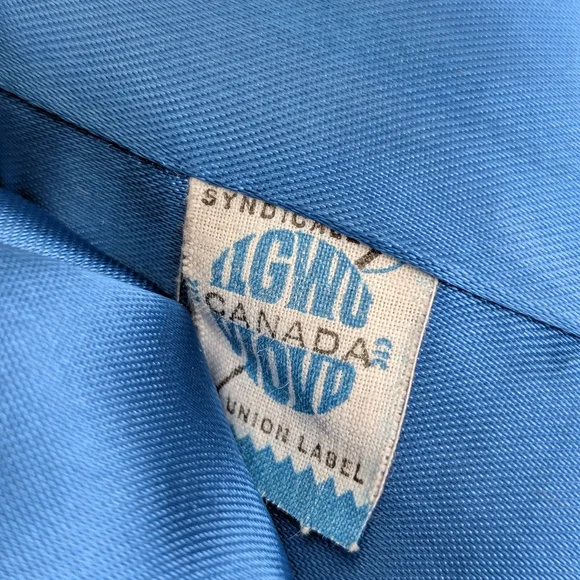 SYNDICALE
ILGWU
CANADA
UIOVD
UNION LABEL